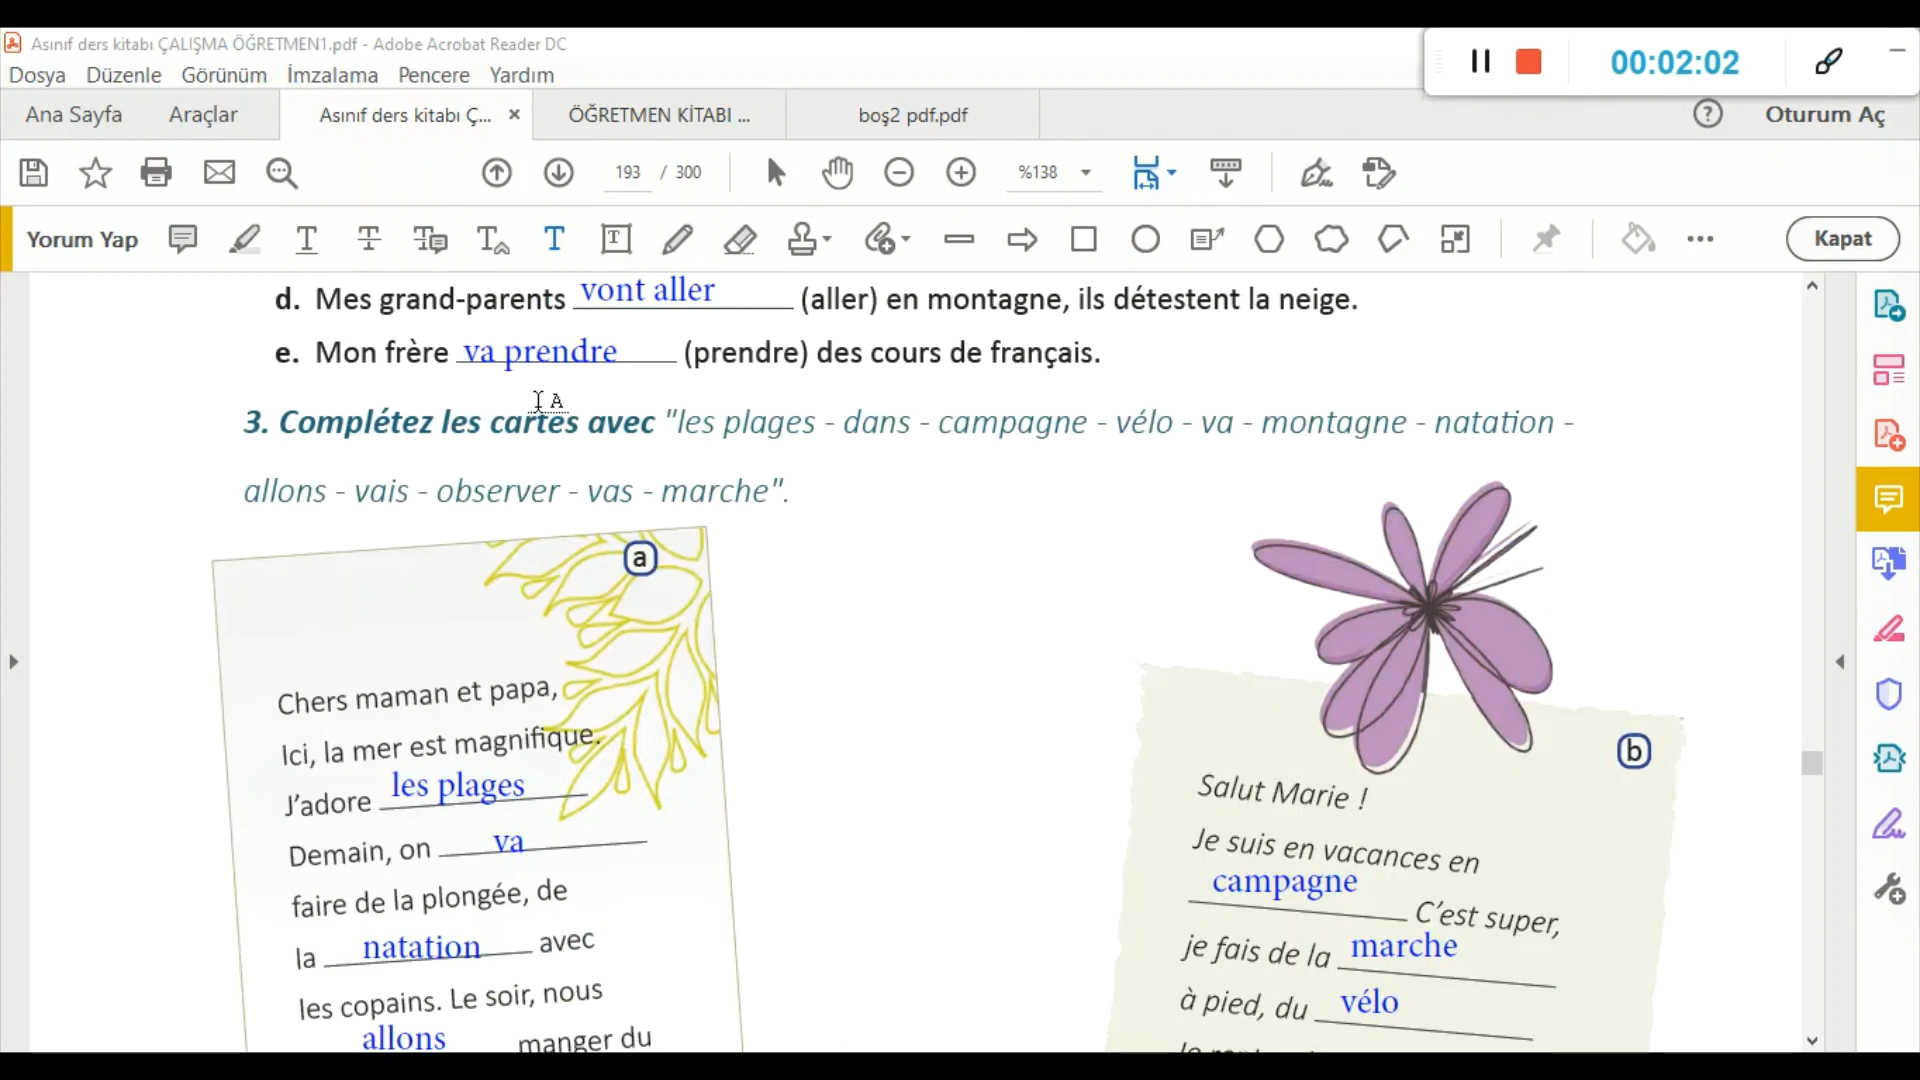 Asınıf ders kitabı ÇALIŞMA ÖĞRETMEN1.pdf - Adobe Acrobat Reader DC
00:02:02
Dosya Düzenle Görünüm İmzalama Pencere Yardım
Ana Sayfa Araçlar Asınıf ders kitabı Ç... × ÖĞRETMEN KİTABI ... boş2 pdf.pdf ? Oturum Aç
193 / 300 %138
Yorum Yap Kapat
d. Mes grand-parents vont aller (aller) en montagne, ils détestent la neige.
e. Mon frère va prendre (prendre) des cours de français.
3. Complétez les cartes avec "les plages - dans - campagne - vélo - va - montagne - natation -
allons - vais - observer - vas - marche".
a
Chers maman et papa,
Ici, la mer est magnifique.
J’adore les plages
Demain, on va
faire de la plongée, de
la natation avec
les copains. Le soir, nous
allons manger du
b
Salut Marie !
Je suis en vacances en
campagne C’est super,
je fais de la marche
à pied, du vélo